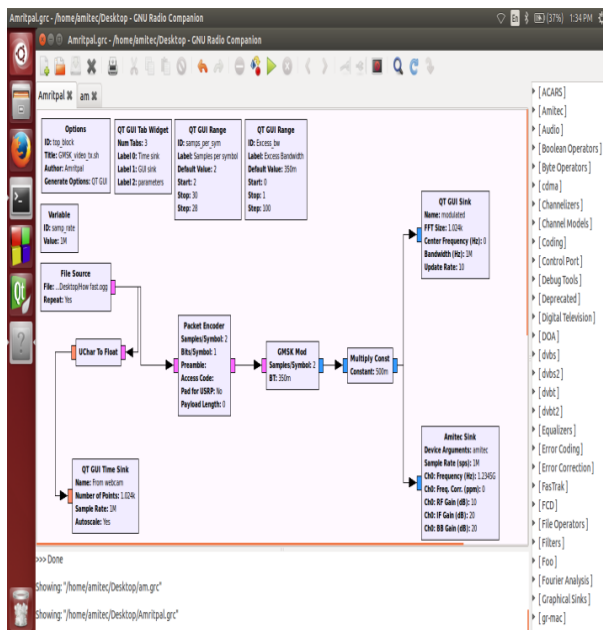 Amritpal.grc - /home/amitec/Desktop - GNU Radio Companion
En
(37%)
1:34 PM
Amritpal.grc - /home/amitec/Desktop - GNU Radio Companion
Amritpal
am
Options
ID: top_block
Title: GMSK_video_tx.sh
Author: Amritpal
Generate Options: QT GUI
QT GUI Tab Widget
Num Tabs: 3
Label 0: Time sink
Label 1: GUI sink
Label 2: parameters
QT GUI Range
ID: samps_per_sym
Label: Samples per symbol
Default Value: 2
Start: 2
Stop: 30
Step: 28
QT GUI Range
ID: Excess_bw
Label: Excess Bandwidth
Default Value: 350m
Start: 0
Stop: 1
Step: 100
Variable
ID: samp_rate
Value: 1M
File Source
File: ...Desktop/How fast.ogg
Repeat: Yes
UChar To Float
Packet Encoder
Samples/Symbol: 2
Bits/Symbol: 1
Preamble:
Access Code:
Pad for USRP: No
Payload Length: 0
GMSK Mod
Samples/Symbol: 2
BT: 350m
Multiply Const
Constant: 500m
QT GUI Sink
Name: modulated
FFT Size: 1.024k
Center Frequency (Hz): 0
Bandwidth (Hz): 1M
Update Rate: 10
QT GUI Time Sink
Name: from webcam
Number of Points: 1.024k
Sample Rate: 1M
Autoscale: Yes
Amitec Sink
Device Arguments: amitec
Sample Rate (sps): 1M
Ch0: Frequency (Hz): 1.2345G
Ch0: Freq. Corr. (ppm): 0
Ch0: RF Gain (dB): 10
Ch0: IF Gain (dB): 20
Ch0: BB Gain (dB): 20
[ ACARS ]
[ Amitec ]
[ Audio ]
[ Boolean Operators ]
[ Byte Operators ]
[ cdma ]
[ Channelizers ]
[ Channel Models ]
[ Coding ]
[ Control Port ]
[ Debug Tools ]
[ Deprecated ]
[ Digital Television ]
[ DOA ]
[ dvbs ]
[ dvbs2 ]
[ dvbt ]
[ dvbt2 ]
[ Equalizers ]
[ Error Coding ]
[ Error Correction ]
[ FasTrak ]
[ FCD ]
[ File Operators ]
[ Filters ]
[ Foo ]
[ Fourier Analysis ]
[ Graphical Sinks ]
[ gr-mac ]
>>> Done
Showing: "/home/amitec/Desktop/am.grc"
Showing: "/home/amitec/Desktop/Amritpal.grc"